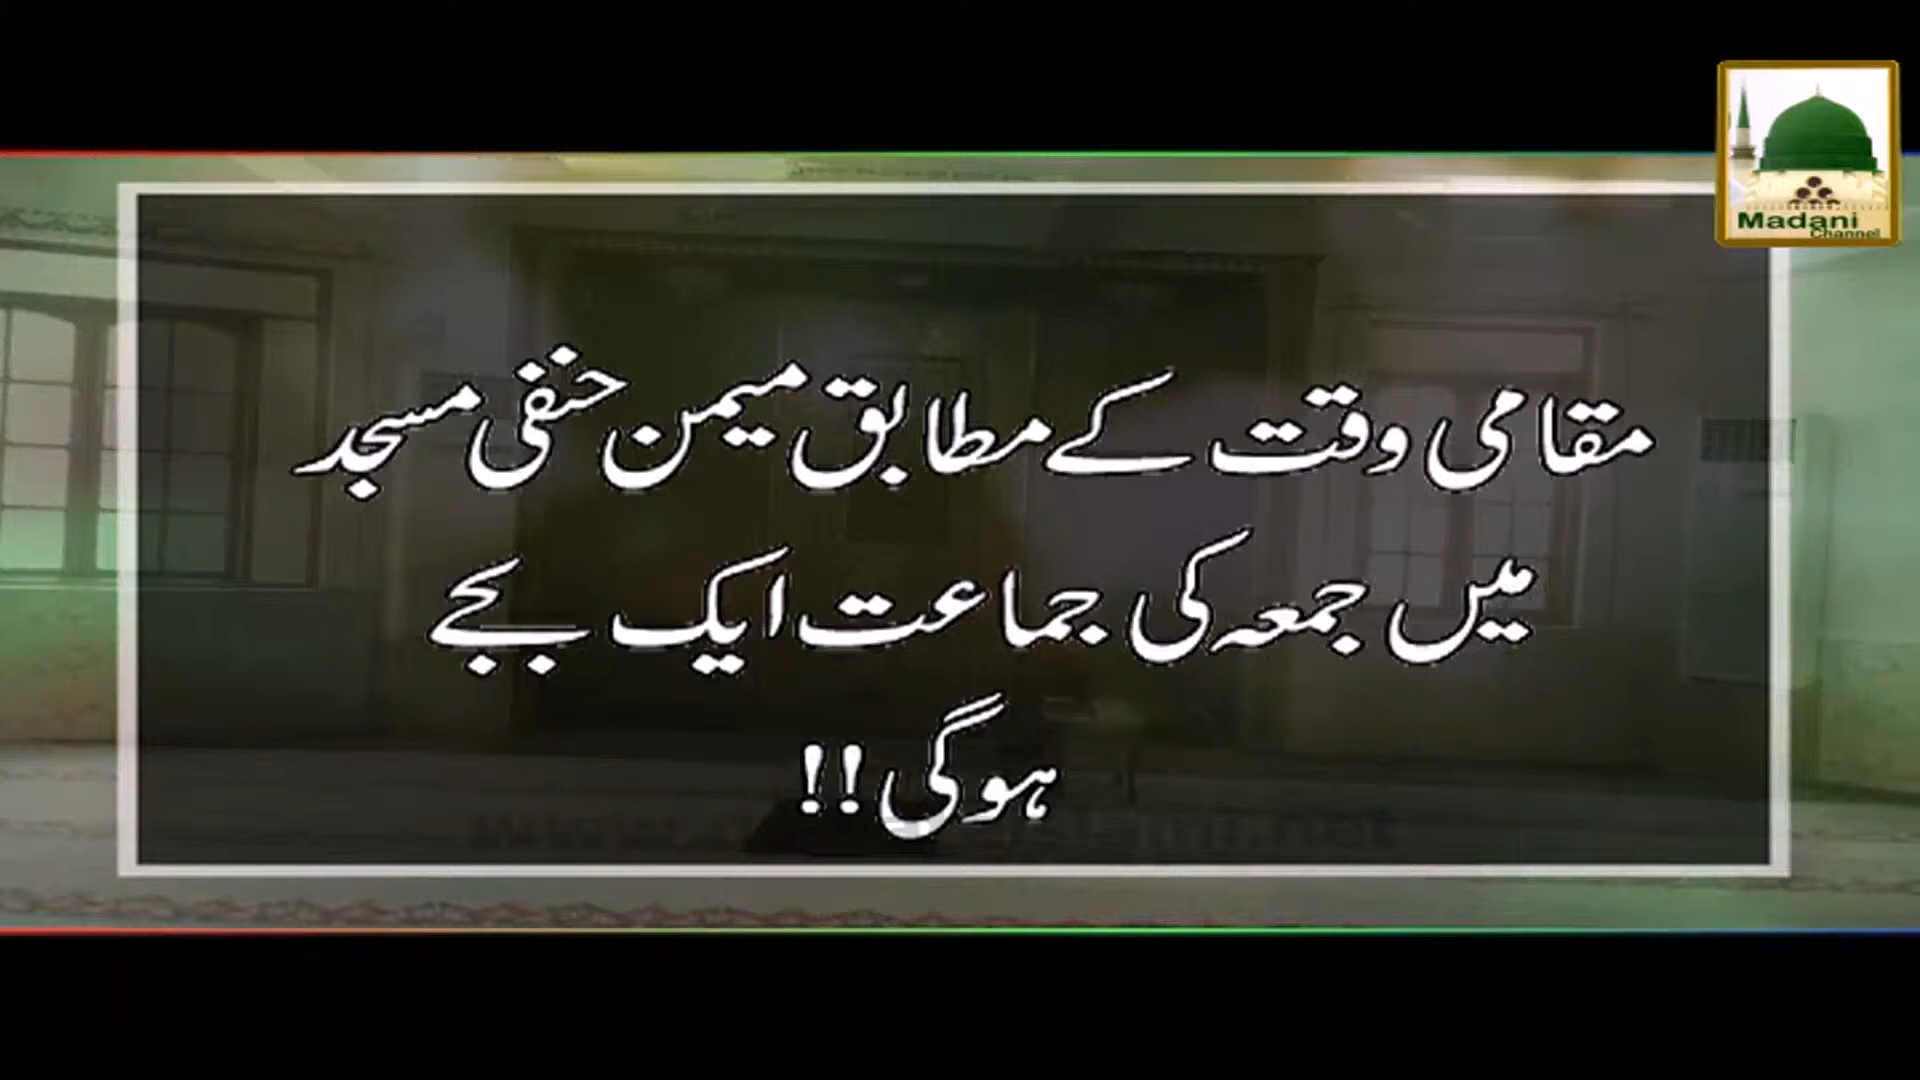 Madani
Channel
مقامی وقت کے مطابق میمن حنفی مسجد
میں جمعہ کی جماعت ایک بجے
ہوگی!!